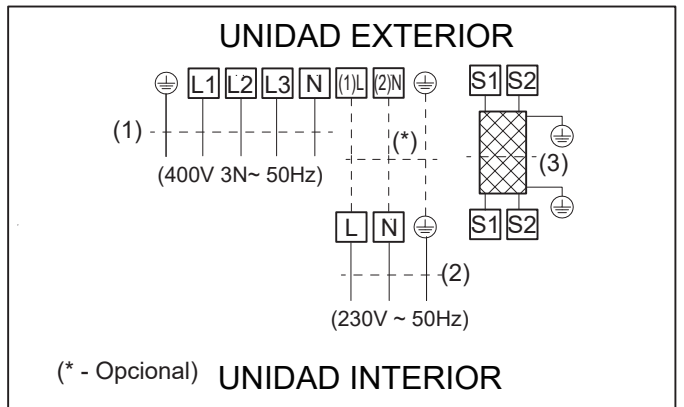 UNIDAD EXTERIOR
L1 L2 L3 N (1)L (2)N S1 S2
(1) (*) (3)
(400V 3N~ 50Hz)
L N S1 S2
(2)
(230V ~ 50Hz)
(* - Opcional) UNIDAD INTERIOR